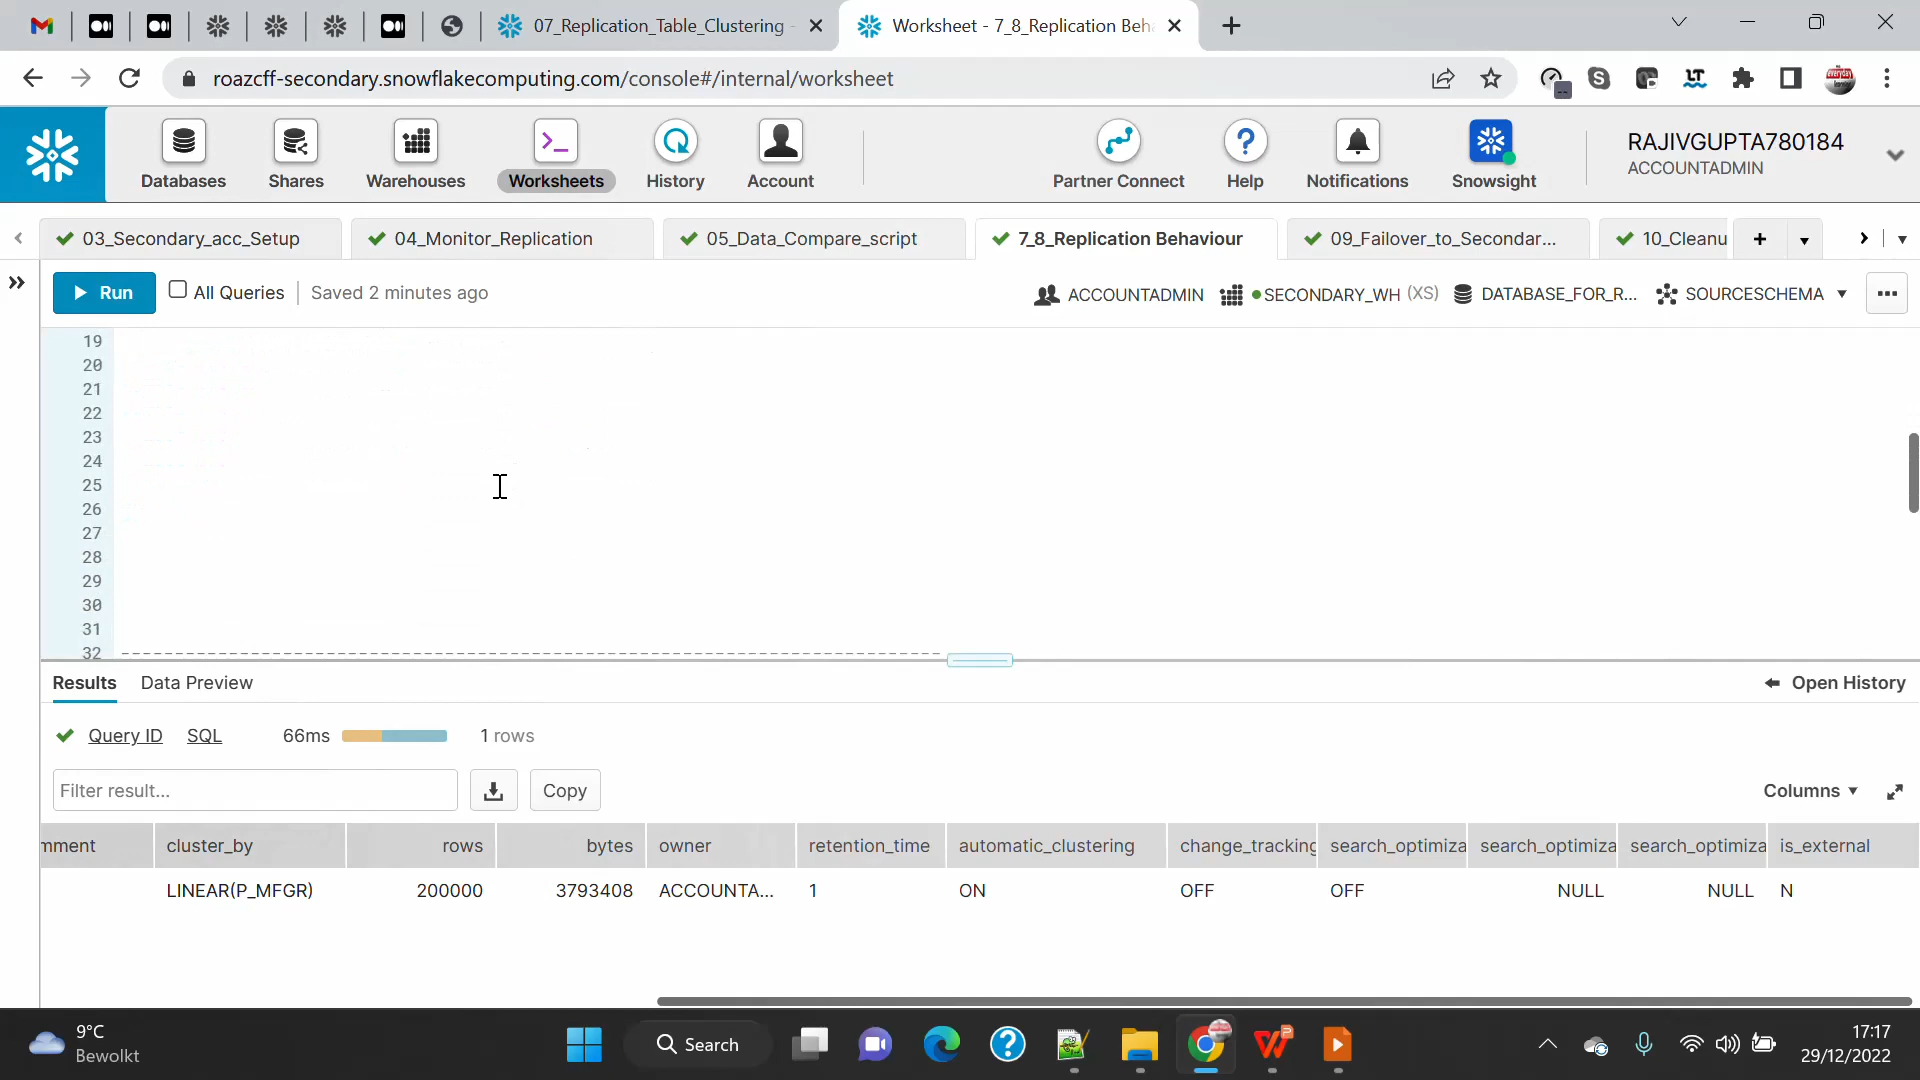 07_Replication_Table_Clustering -
Worksheet - 7_8_Replication Beha
roazcff-secondary.snowflakecomputing.com/console#/internal/worksheet
Databases
Shares
Warehouses
Worksheets
History
Account
Partner Connect
Help
Notifications
Snowsight
RAJIVGUPTA780184
ACCOUNTADMIN
03_Secondary_acc_Setup
04_Monitor_Replication
05_Data_Compare_script
7_8_Replication Behaviour
09_Failover_to_Secondar...
10_Cleanu
Run
All Queries
Saved 2 minutes ago
ACCOUNTADMIN
SECONDARY_WH (XS)
DATABASE_FOR_R...
SOURCESCHEMA
19
20
21
22
23
24
25
26
27
28
29
30
31
32 --------------------------------------------------------------------
Results
Data Preview
Open History
Query ID
SQL
66ms
1 rows
Filter result...
Copy
Columns
mment cluster_by rows bytes owner retention_time automatic_clustering change_tracking search_optimiza search_optimiza search_optimiza is_external
LINEAR(P_MFGR) 200000 3793408 ACCOUNTA... 1 ON OFF OFF NULL NULL N
9°C
Bewolkt
Search
17:17
29/12/2022